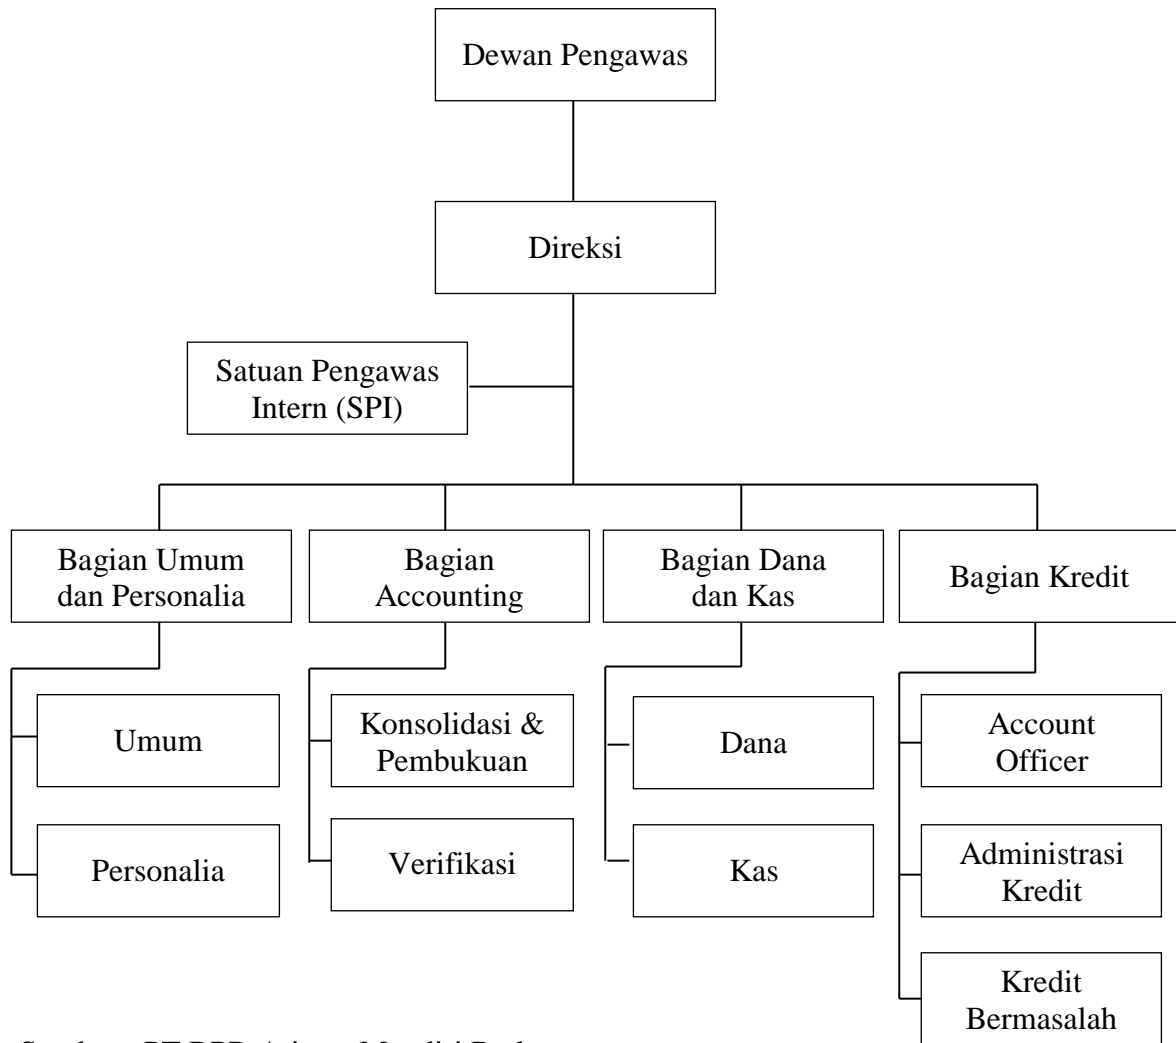 Dewan Pengawas
Direksi
Satuan Pengawas
Intern (SPI)
Bagian Umum
dan Personalia
Bagian
Accounting
Bagian Dana
dan Kas
Bagian Kredit
Umum
Konsolidasi &
Pembukuan
Dana
Account
Officer
Personalia
Verifikasi
Kas
Administrasi
Kredit
Kredit
Bermasalah